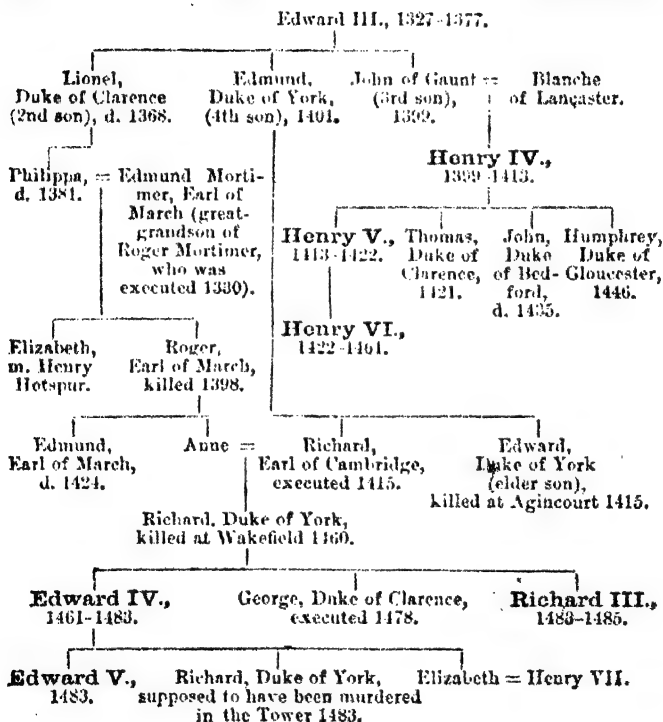 Edward III., 1327-1377.
Lionel,
Duke of Clarence
(2nd son), d. 1368.
Edmund,
Duke of York,
(4th son), 1401.
John of Gaunt =
(3rd son),
1399.
Blanche
of Lancaster.
Henry IV.,
1399-1413.
Philippa,
d. 1381.
= Edmund Morti-
mer, Earl of
March (great-
grandson of
Roger Mortimer,
who was
executed 1330).
Henry V.,
1413-1422.
Thomas,
Duke of
Clarence,
1421.
John,
Duke
of Bed-
ford,
d. 1435.
Humphrey,
Duke of
Gloucester,
1446.
Henry VI.,
1422-1461.
Elizabeth,
m. Henry
Hotspur.
Roger,
Earl of March,
killed 1398.
Edmund,
Earl of March,
d. 1424.
Anne =
Richard,
Earl of Cambridge,
executed 1415.
Edward,
Duke of York
(elder son),
killed at Agincourt 1415.
Richard, Duke of York,
killed at Wakefield 1460.
Edward IV.,
1461-1483.
George, Duke of Clarence,
executed 1478.
Richard III.,
1483-1485.
Edward V.,
1483.
Richard, Duke of York,
supposed to have been murdered
in the Tower 1483.
Elizabeth = Henry VII.